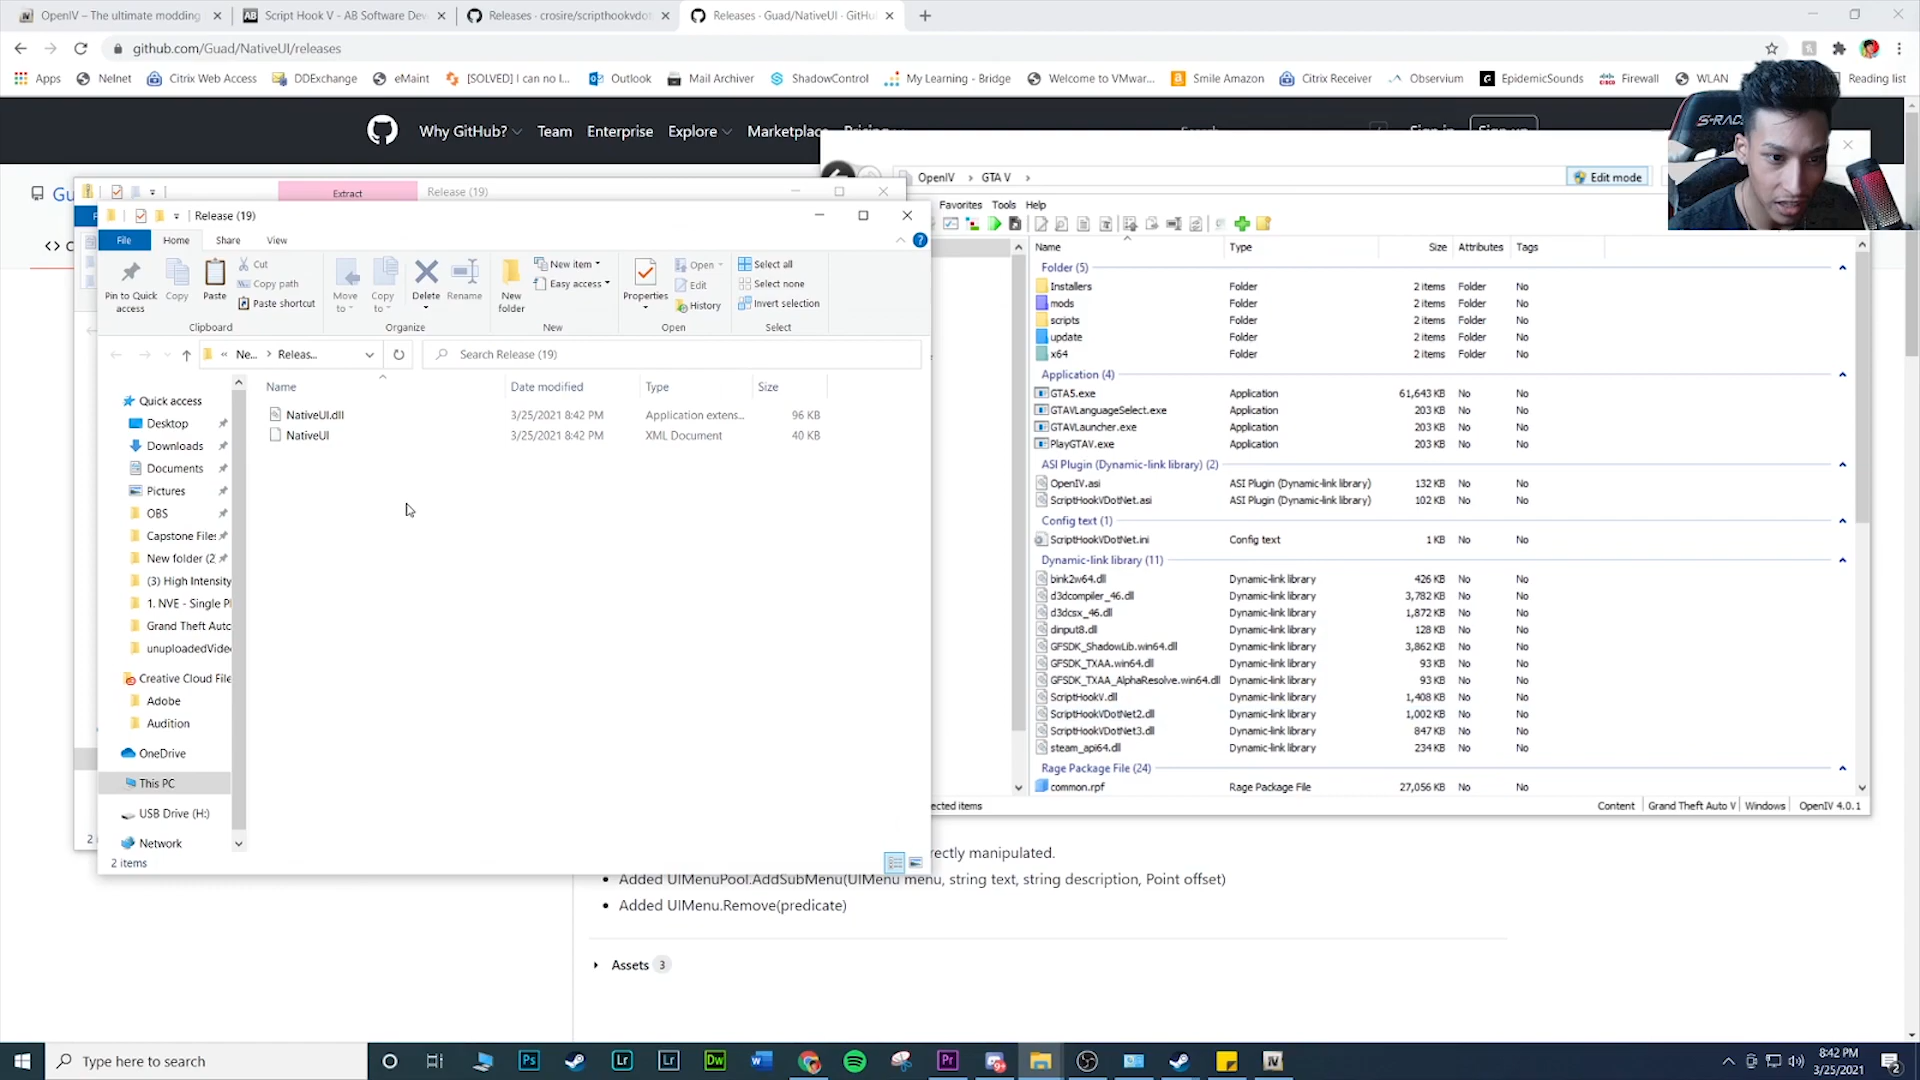 OpenIV – The ultimate modding
Script Hook V - AB Software Dev
Releases · crosire/scripthookvdot
Releases · Guad/NativeUI · GitHu
github.com/Guad/NativeUI/releases
Apps
Nelnet
Citrix Web Access
DDExchange
eMaint
[SOLVED] I can no l...
Outlook
Mail Archiver
ShadowControl
My Learning - Bridge
Welcome to VMwar...
Smile Amazon
Citrix Receiver
Observium
EpidemicSounds
Firewall
WLAN
Reading list
Why GitHub?
Team
Enterprise
Explore
Marketplace
S-RAC
Extract
Release (19)
Release (19)
File
Home
Share
View
Pin to Quick access
Copy
Paste
Cut
Copy path
Paste shortcut
Clipboard
Move to
Copy to
Delete
Rename
Organize
New folder
New item
Easy access
New
Properties
Open
Edit
History
Open
Select all
Select none
Invert selection
Select
« Ne... > Releas...
Search Release (19)
Name
Date modified
Type
Size
NativeUI.dll 3/25/2021 8:42 PM Application extens... 96 KB
NativeUI 3/25/2021 8:42 PM XML Document 40 KB
Quick access
Desktop
Downloads
Documents
Pictures
OBS
Capstone Files
New folder (2
(3) High Intensity
1. NVE - Single Pl
Grand Theft Auto
unuploadedVideo
Creative Cloud File
Adobe
Audition
OneDrive
This PC
USB Drive (H:)
Network
2 items
OpenIV > GTA V >
Edit mode
Favorites
Tools
Help
Name Type Size Attributes Tags
Folder (5)
Installers Folder 2 items Folder No
mods Folder 2 items Folder No
scripts Folder 2 items Folder No
update Folder 2 items Folder No
x64 Folder 2 items Folder No
Application (4)
GTA5.exe Application 61,643 KB No No
GTAVLanguageSelect.exe Application 203 KB No No
GTAVLauncher.exe Application 203 KB No No
PlayGTAV.exe Application 203 KB No No
ASI Plugin (Dynamic-link library) (2)
OpenIV.asi ASI Plugin (Dynamic-link library) 132 KB No No
ScriptHookVDotNet.asi ASI Plugin (Dynamic-link library) 102 KB No No
Config text (1)
ScriptHookVDotNet.ini Config text 1 KB No No
Dynamic-link library (11)
bink2w64.dll Dynamic-link library 426 KB No No
d3dcompiler_46.dll Dynamic-link library 3,782 KB No No
d3dcsx_46.dll Dynamic-link library 1,872 KB No No
dinput8.dll Dynamic-link library 128 KB No No
GFSDK_ShadowLib.win64.dll Dynamic-link library 3,862 KB No No
GFSDK_TXAA.win64.dll Dynamic-link library 93 KB No No
GFSDK_TXAA_AlphaResolve.win64.dll Dynamic-link library 93 KB No No
ScriptHookV.dll Dynamic-link library 1,408 KB No No
ScriptHookVDotNet2.dll Dynamic-link library 1,002 KB No No
ScriptHookVDotNet3.dll Dynamic-link library 847 KB No No
steam_api64.dll Dynamic-link library 234 KB No No
Rage Package File (24)
common.rpf Rage Package File 27,056 KB No No
ected items
Content
Grand Theft Auto V
Windows
OpenIV 4.0.1
rectly manipulated.
Added UIMenuPool.AddSubMenu(UIMenu menu, string text, string description, Point offset)
Added UIMenu.Remove(predicate)
Assets 3
Type here to search
8:42 PM
3/25/2021